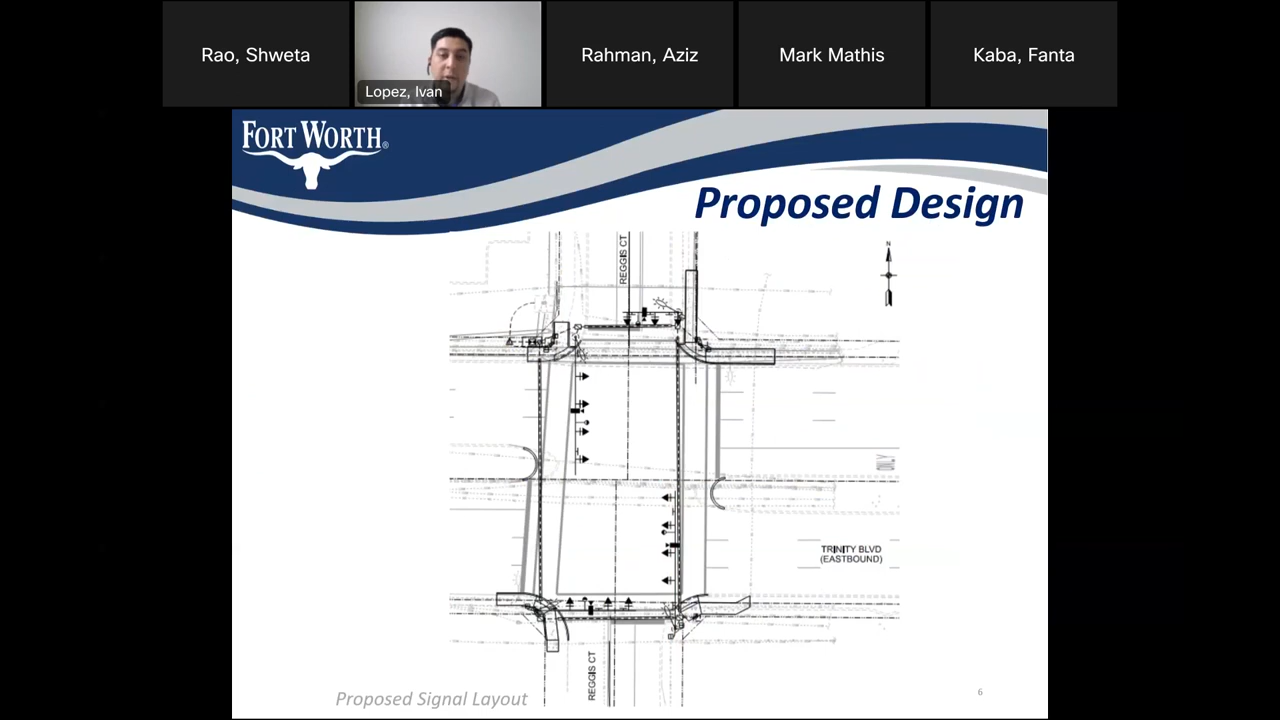 Rao, Shweta
Lopez, Ivan
Rahman, Aziz
Mark Mathis
Kaba, Fanta
FORT WORTH®
Proposed Design
REGGIS CT
N
ONLY
TRINITY BLVD
(EASTBOUND)
REGGIS CT
Proposed Signal Layout
6